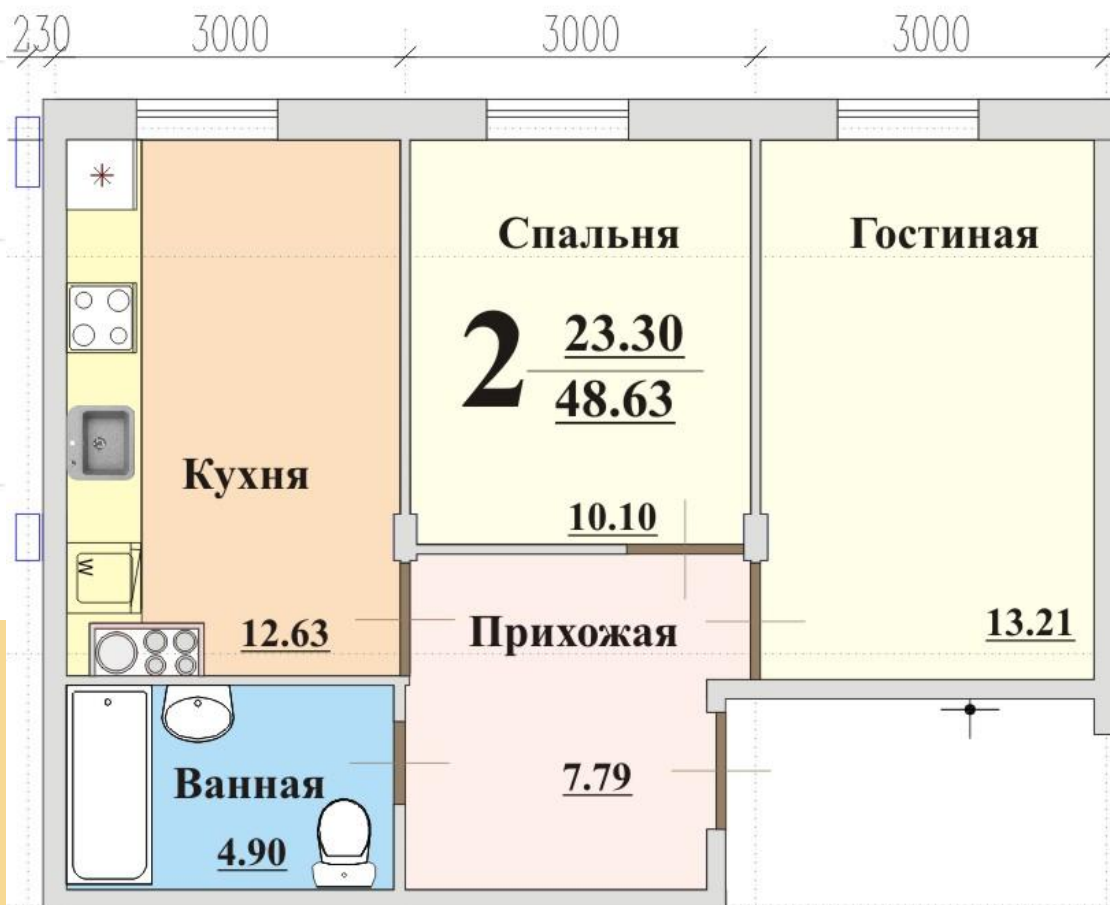 230 3000 3000 3000
Спальня
Гостиная
2
23.30
48.63
Кухня
10.10
W
12.63
Прихожая
13.21
Ванная
7.79
4.90